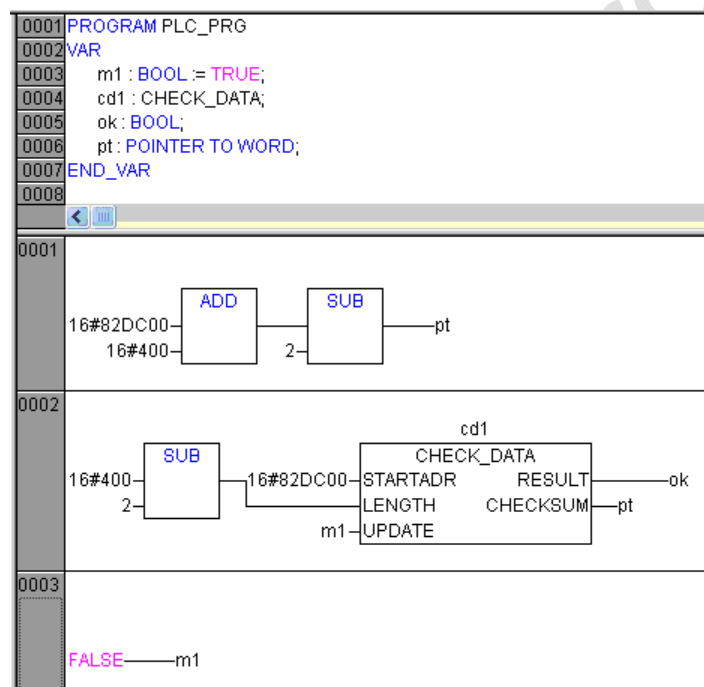 0001 PROGRAM PLC_PRG
0002 VAR
0003 m1 : BOOL := TRUE;
0004 cd1 : CHECK_DATA;
0005 ok : BOOL;
0006 pt : POINTER TO WORD;
0007 END_VAR
0008
0001
ADD SUB
16#82DC00 pt
16#400 2
0002
cd1
SUB CHECK_DATA
16#400 16#82DC00 STARTADR RESULT ok
2 LENGTH CHECKSUM pt
m1 UPDATE
0003
FALSE m1